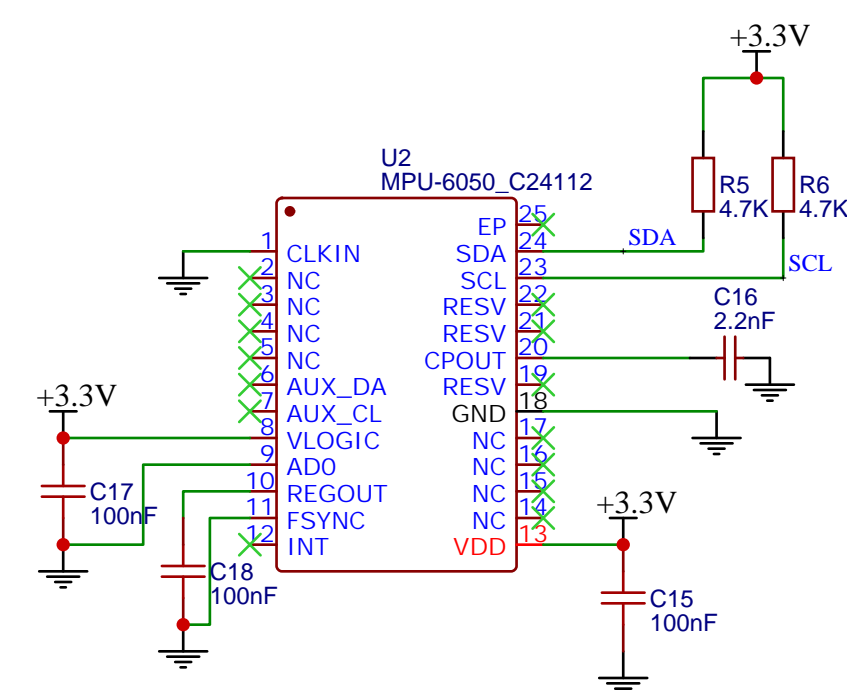 +3.3V
U2
MPU-6050_C24112
R5
4.7K
R6
4.7K
1 CLKIN
2 NC
3 NC
4 NC
5 NC
6 AUX_DA
7 AUX_CL
8 VLOGIC
9 AD0
10 REGOUT
11 FSYNC
12 INT
EP 25
SDA 24
SCL 23
RESV 22
RESV 21
CPOUT 20
RESV 19
GND 18
NC 17
NC 16
NC 15
NC 14
VDD 13
SDA
SCL
C16
2.2nF
+3.3V
C17
100nF
C18
100nF
+3.3V
C15
100nF